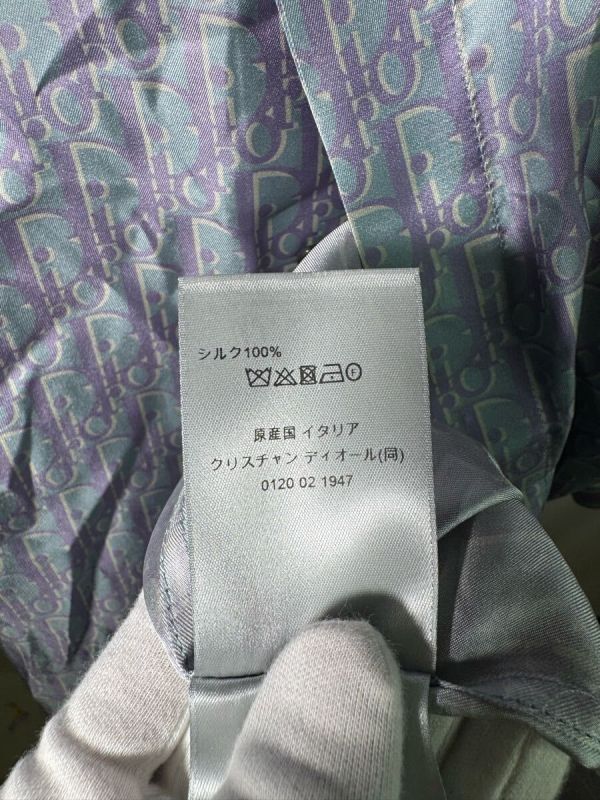 シルク100%
原産国 イタリア
クリスチャン ディオール(同)
0120 02 1947